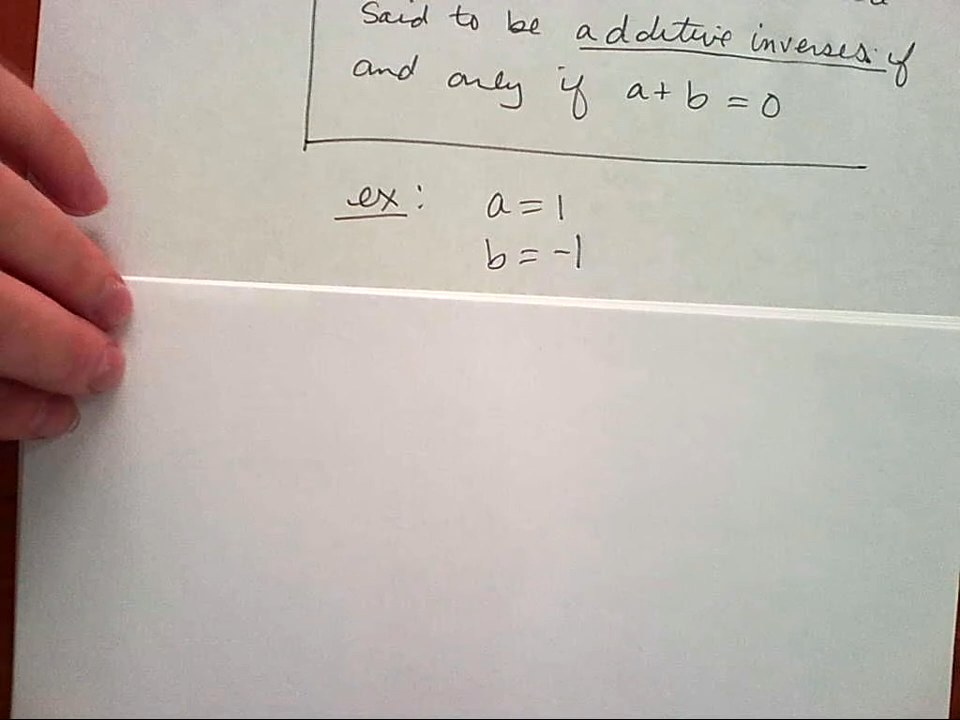 Said to be additive inverses if
and only if a + b = 0
ex: a = 1
b = -1